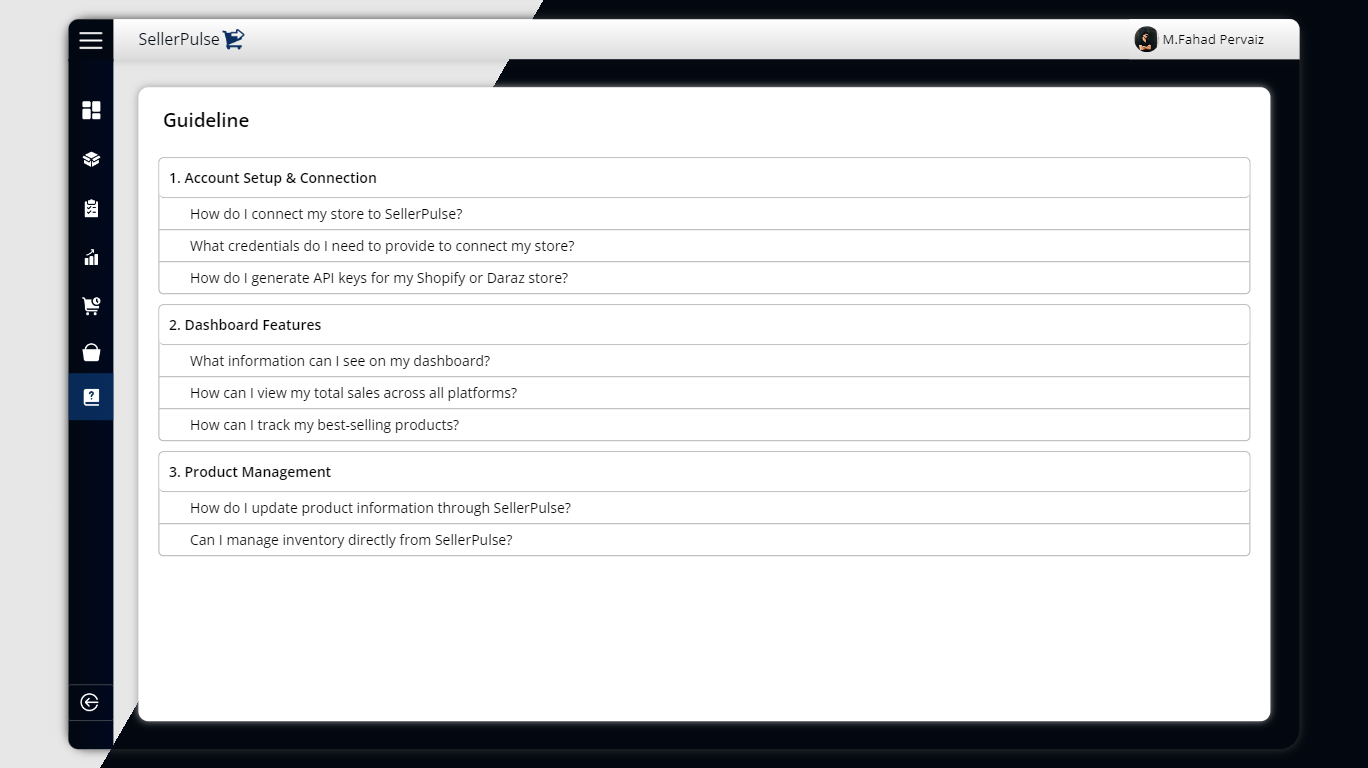 SellerPulse
M.Fahad Pervaiz
Guideline
1. Account Setup & Connection
How do I connect my store to SellerPulse?
What credentials do I need to provide to connect my store?
How do I generate API keys for my Shopify or Daraz store?
2. Dashboard Features
What information can I see on my dashboard?
How can I view my total sales across all platforms?
How can I track my best-selling products?
3. Product Management
How do I update product information through SellerPulse?
Can I manage inventory directly from SellerPulse?